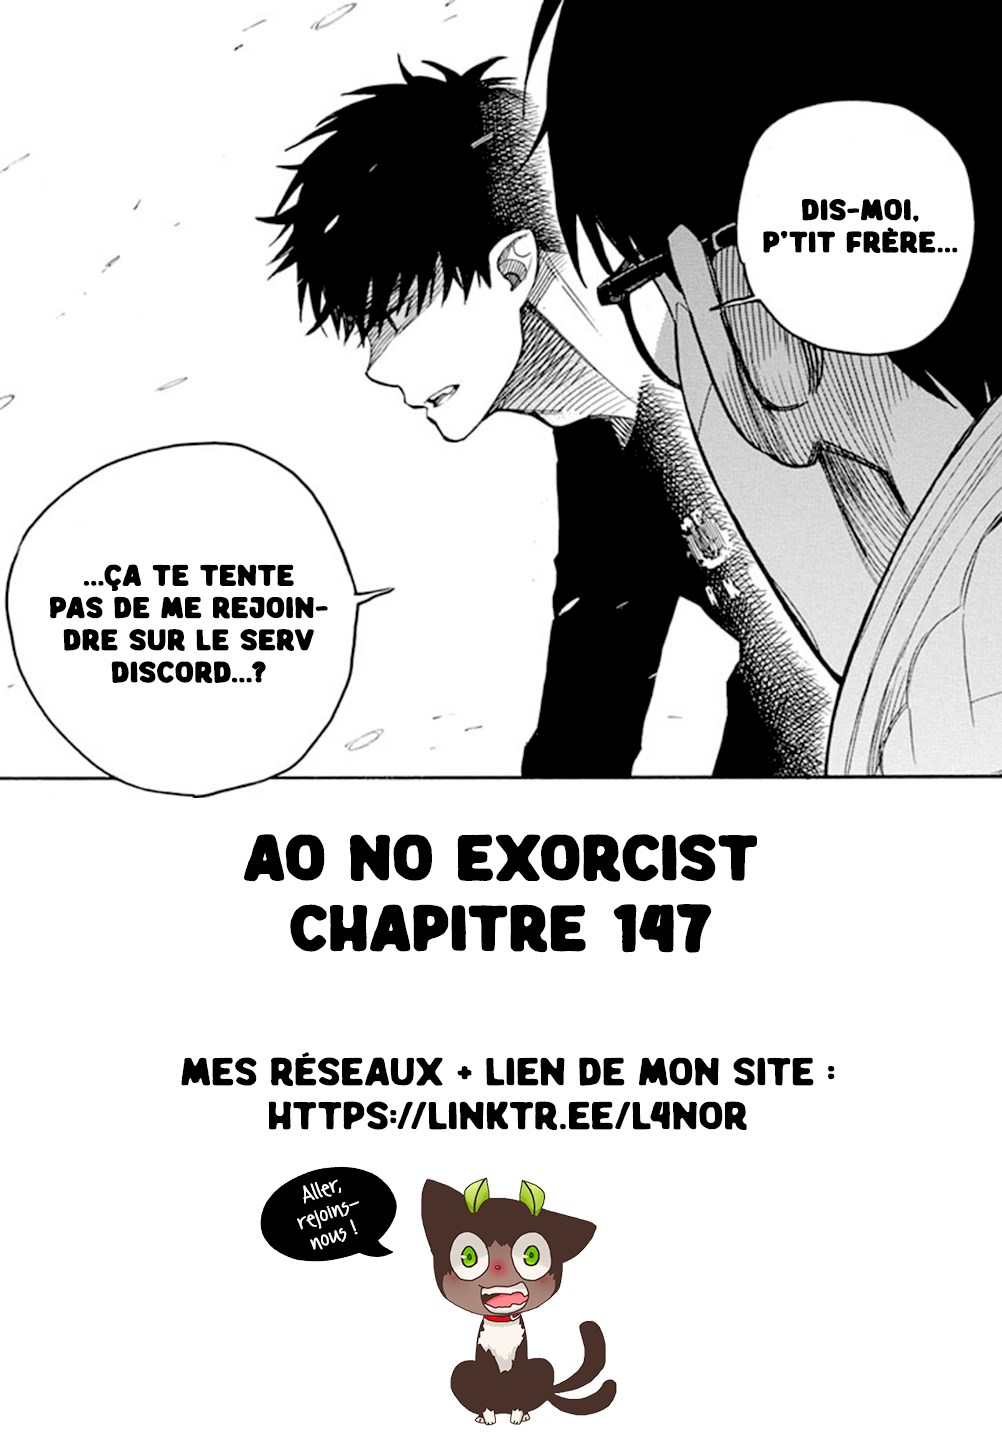 DIS-MOI,
P'TIT FRÈRE...
...ÇA TE TENTE
PAS DE ME REJOIN-
DRE SUR LE SERV
DISCORD...?
AO NO EXORCIST
CHAPITRE 147
MES RÉSEAUX + LIEN DE MON SITE :
HTTPS://LINKTR.EE/L4NOR
Aller,
rejoins-
nous !